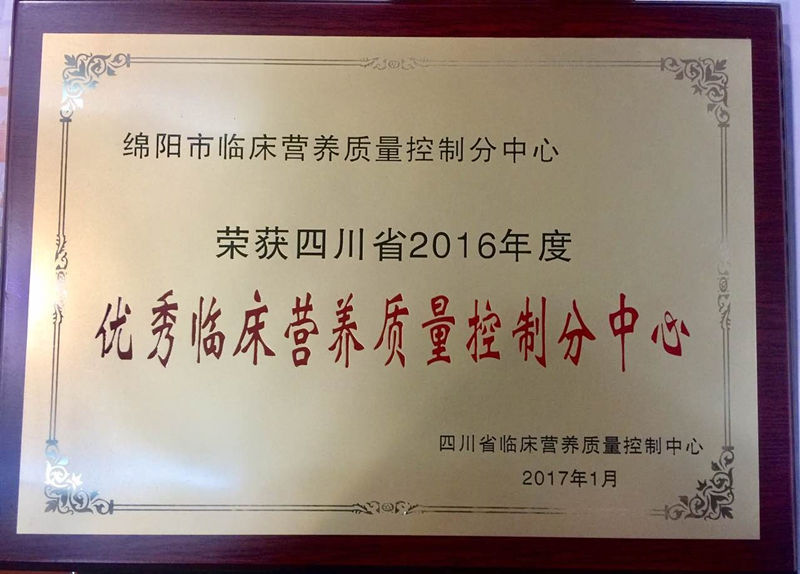 绵阳市临床营养质量控制分中心
荣获四川省2016年度
优秀临床营养质量控制分中心
四川省临床营养质量控制中心
2017年1月